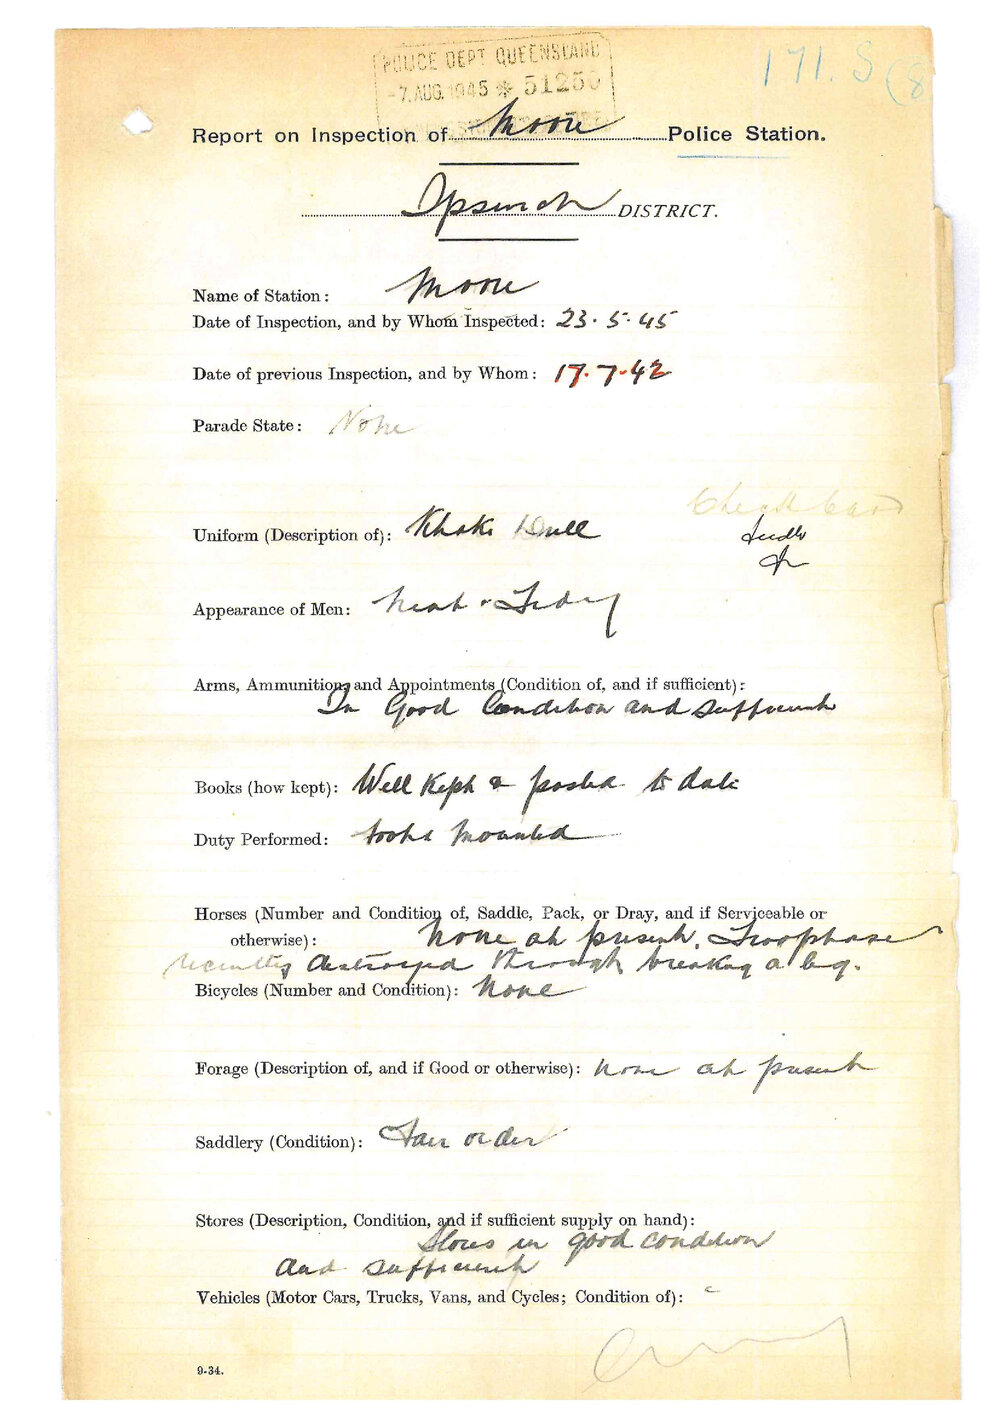 171. S (8
POLICE DEPT QUEENSLAND
-7. AUG. 1945 * 51250
Report on Inspection of Moore Police Station.
Ipswich DISTRICT.
Name of Station: Moore
Date of Inspection, and by Whom Inspected: 23.5.45
Date of previous Inspection, and by Whom: 17.7.42
Parade State: None
Uniform (Description of): Khaki Drill
Appearance of Men: Neat & Tidy
Arms, Ammunition, and Appointments (Condition of, and if sufficient):
In Good Condition and sufficient
Books (how kept): Well Kept & posted to date
Duty Performed: foot & mounted
Horses (Number and Condition of, Saddle, Pack, or Dray, and if Serviceable or
otherwise): None at present. Troophorse
recently destroyed through breaking a leg.
Bicycles (Number and Condition): None
Forage (Description of, and if Good or otherwise): None at present
Saddlery (Condition): Fair order
Stores (Description, Condition, and if sufficient supply on hand):
Stores in good condition
and sufficient
Vehicles (Motor Cars, Trucks, Vans, and Cycles; Condition of):
9-34.